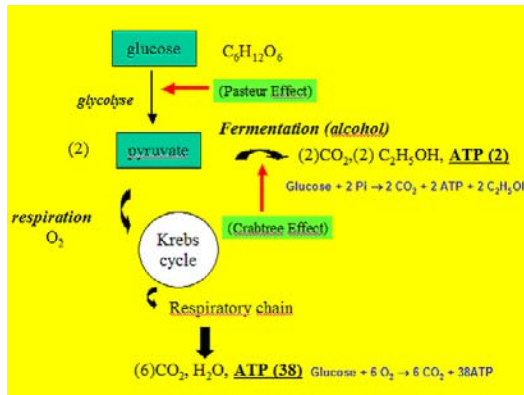 glucose C₆H₁₂O₆
glycolyse (Pasteur Effect)
Fermentation (alcohol)
(2) pyruvate (2)CO₂,(2) C₂H₅OH, ATP (2)
Glucose + 2 Pi → 2 CO₂ + 2 ATP + 2 C₂H₅OH
respiration
O₂
Krebs
cycle
(Crabtree Effect)
Respiratory chain
(6)CO₂, H₂O, ATP (38) Glucose + 6 O₂ → 6 CO₂ + 38ATP